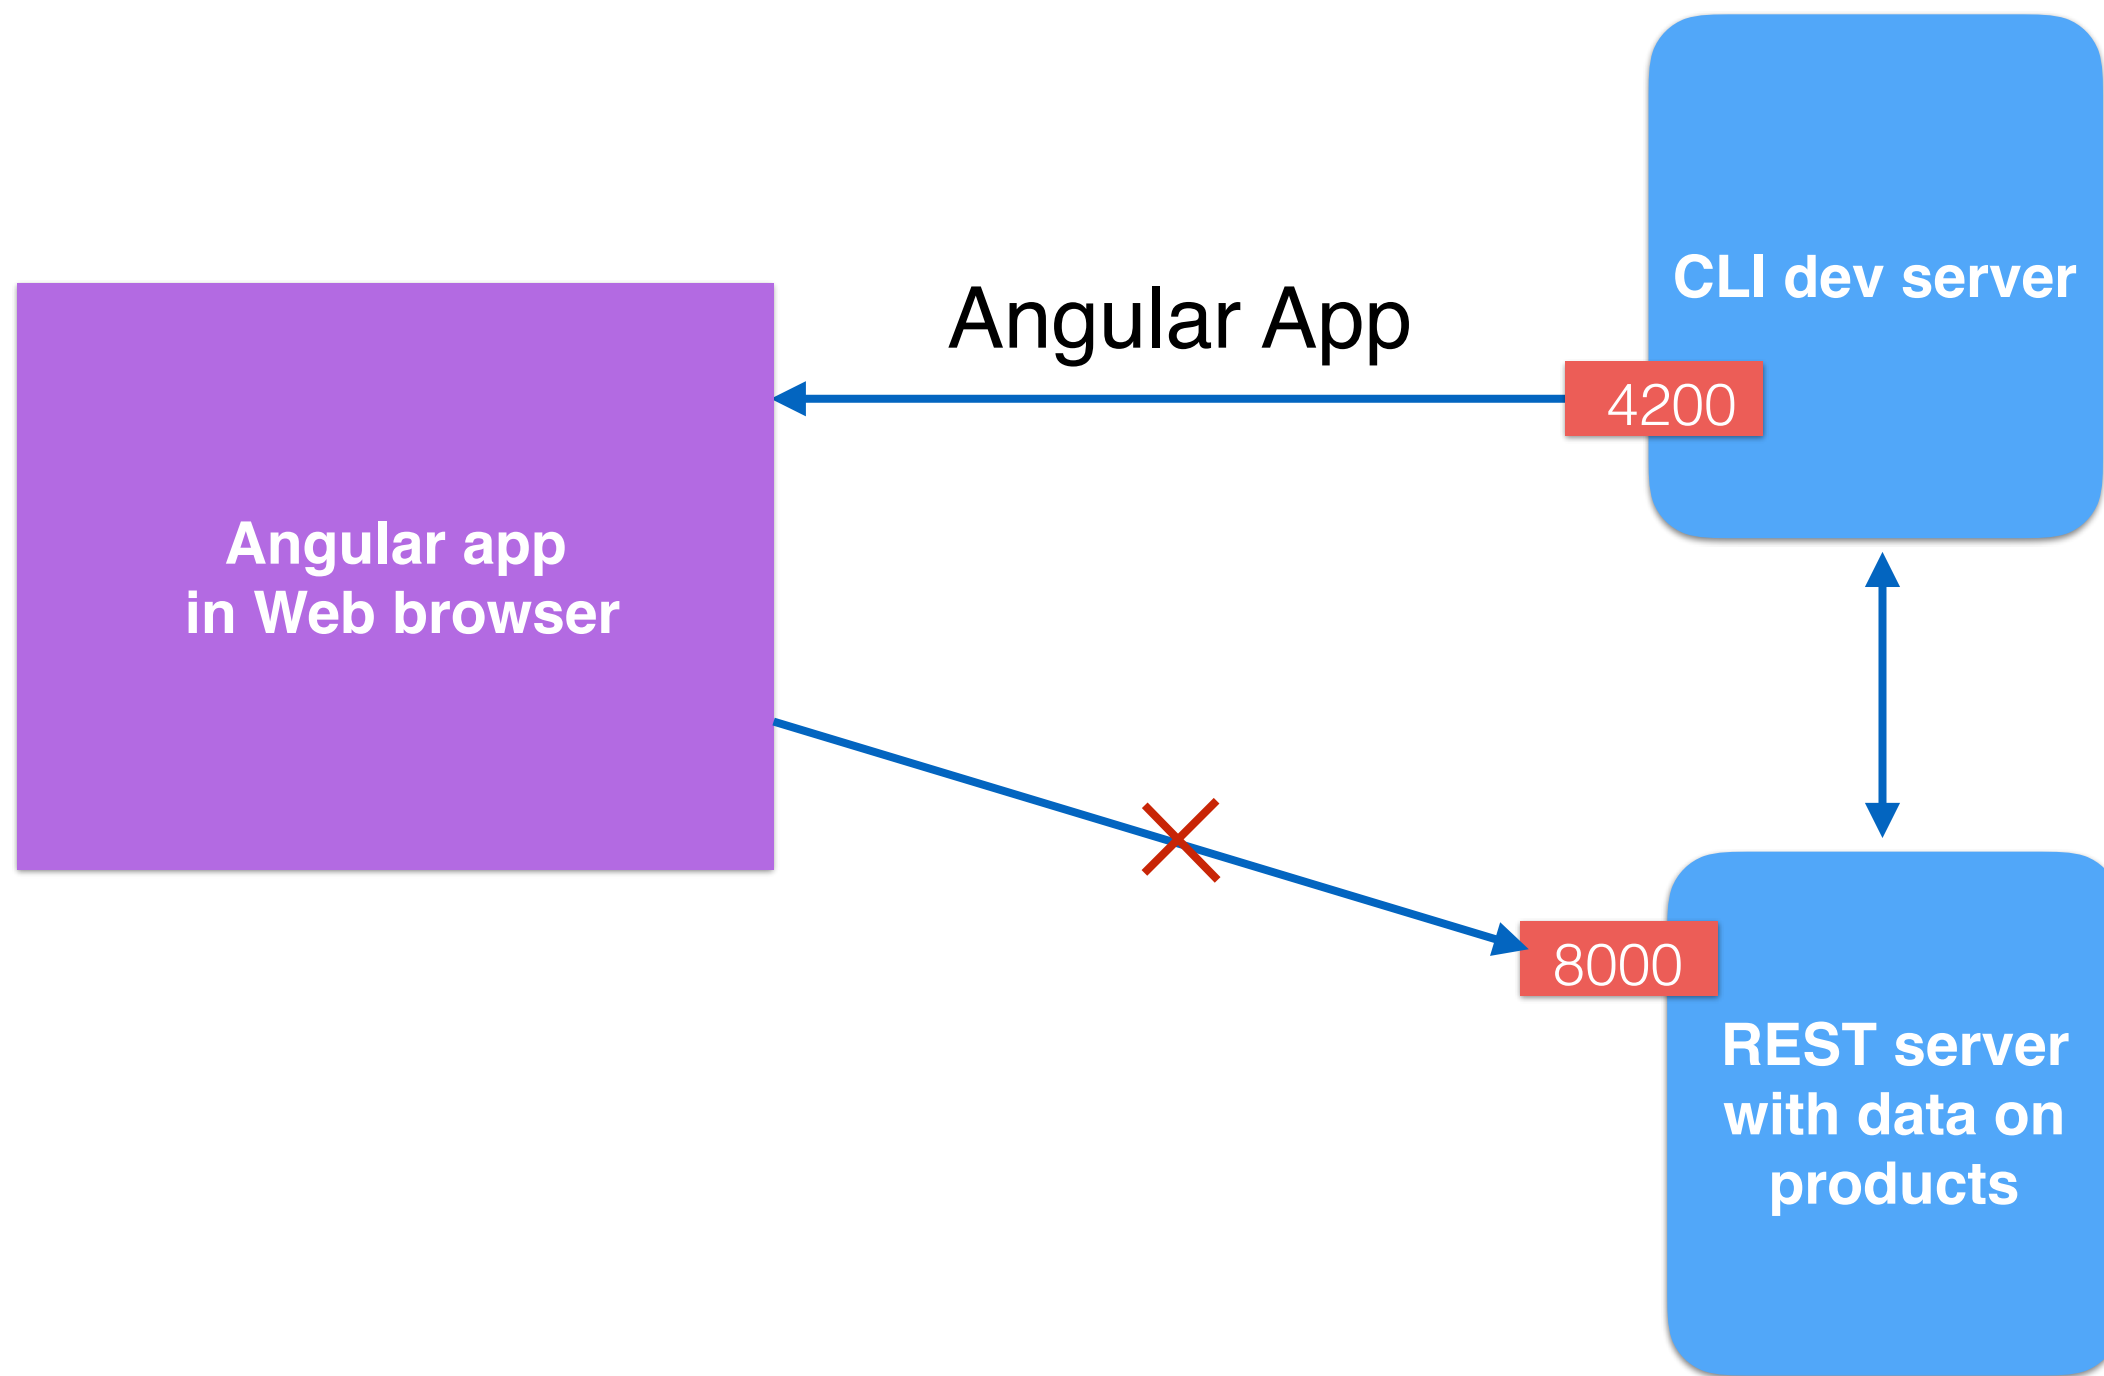 CLI dev server
Angular App
4200
Angular app
in Web browser
8000
REST server
with data on
products